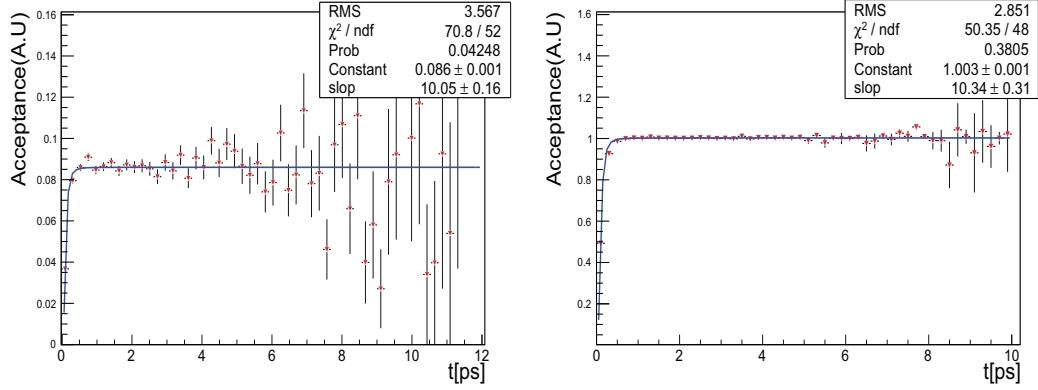 RMS 3.567
χ² / ndf 70.8 / 52
Prob 0.04248
Constant 0.086 ± 0.001
slop 10.05 ± 0.16
Acceptance(A.U)
0.16
0.14
0.12
0.1
0.08
0.06
0.04
0.02
0
0 2 4 6 8 10 12
t[ps]
RMS 2.851
χ² / ndf 50.35 / 48
Prob 0.3805
Constant 1.003 ± 0.001
slop 10.34 ± 0.31
Acceptance(A.U)
1.6
1.4
1.2
1.0
0.8
0.6
0.4
0.2
0
0 2 4 6 8 10
t[ps]